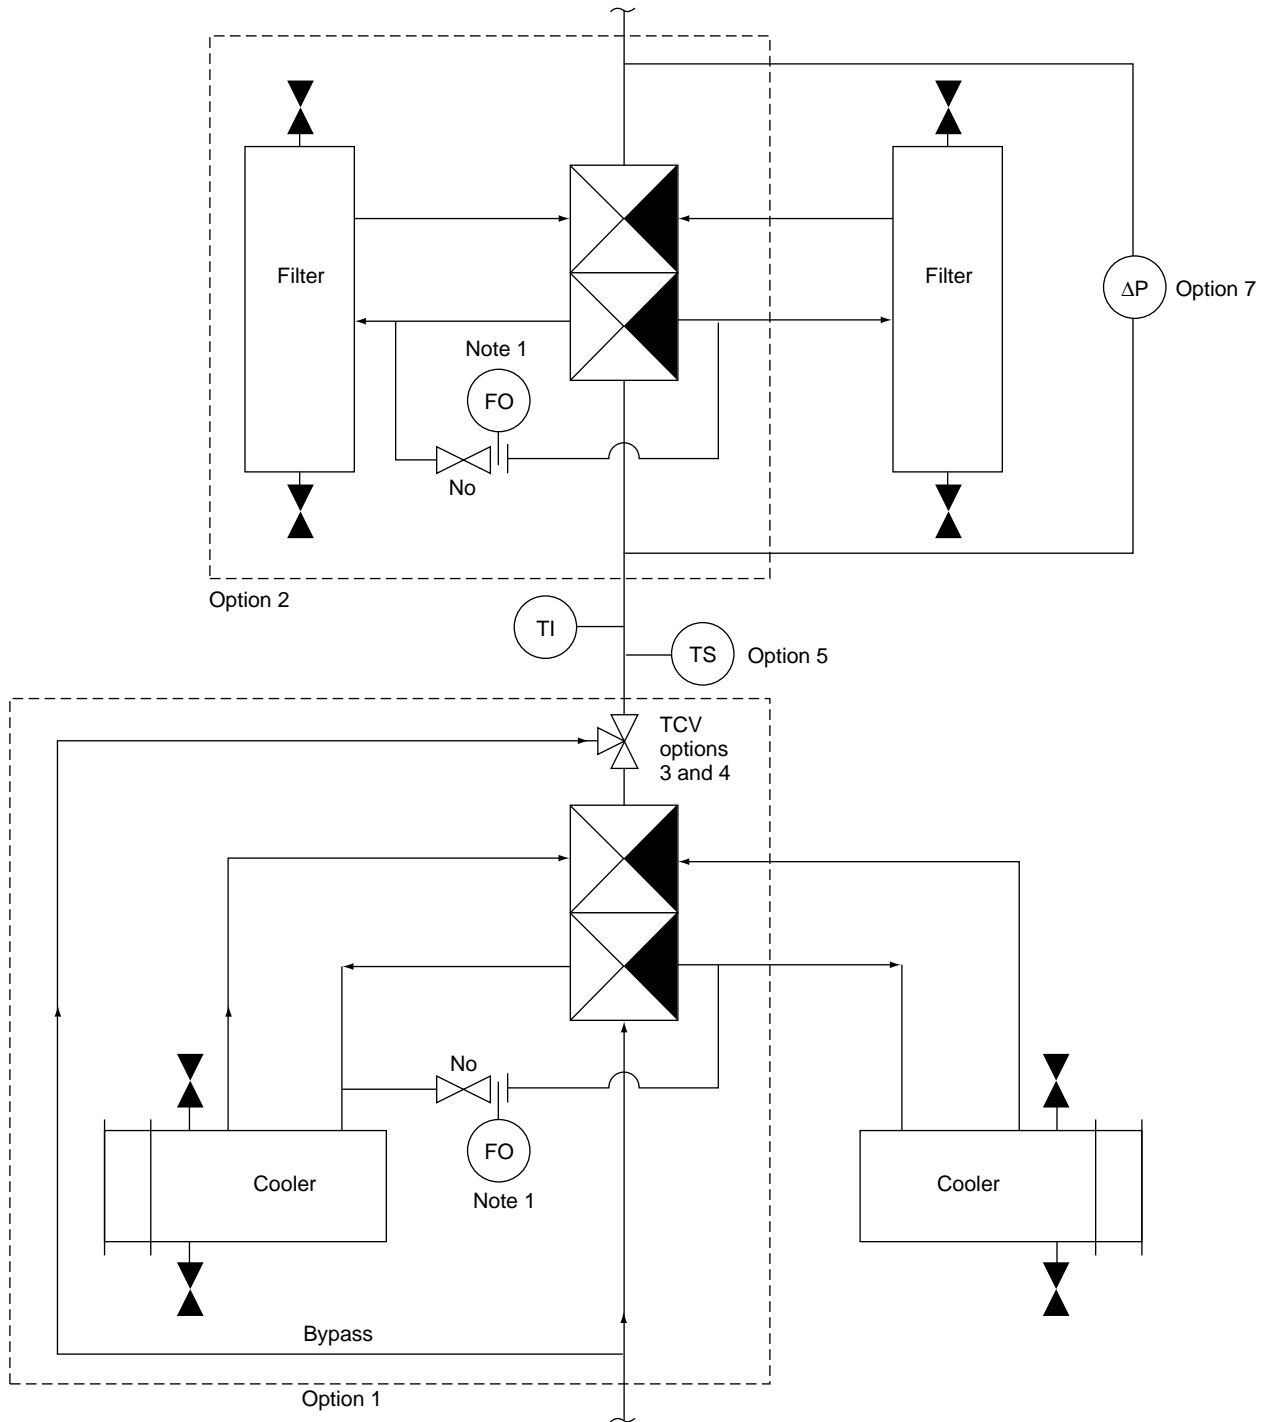 Filter
Filter
ΔP
Option 7
Note 1
FO
No
Option 2
TI
TS
Option 5
TCV
options
3 and 4
No
FO
Note 1
Cooler
Cooler
Bypass
Option 1